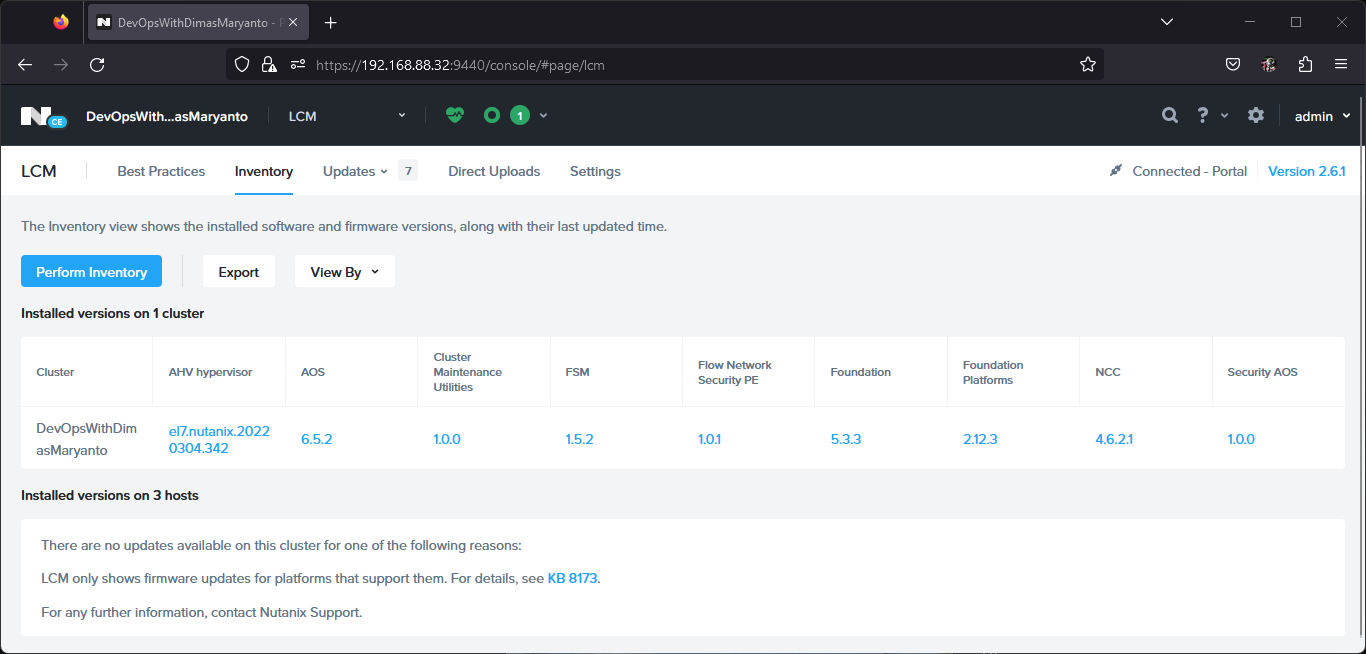 DevOpsWithDimasMaryanto -
https://192.168.88.32:9440/console/#page/lcm
N CE DevOpsWith...asMaryanto LCM 1 ? admin
LCM Best Practices Inventory Updates 7 Direct Uploads Settings Connected - Portal Version 2.6.1
The Inventory view shows the installed software and firmware versions, along with their last updated time.
Perform Inventory Export View By
Installed versions on 1 cluster
Cluster AHV hypervisor AOS Cluster Maintenance Utilities FSM Flow Network Security PE Foundation Foundation Platforms NCC Security AOS
DevOpsWithDim
asMaryanto el7.nutanix.2022
0304.342 6.5.2 1.0.0 1.5.2 1.0.1 5.3.3 2.12.3 4.6.2.1 1.0.0
Installed versions on 3 hosts
There are no updates available on this cluster for one of the following reasons:
LCM only shows firmware updates for platforms that support them. For details, see KB 8173.
For any further information, contact Nutanix Support.